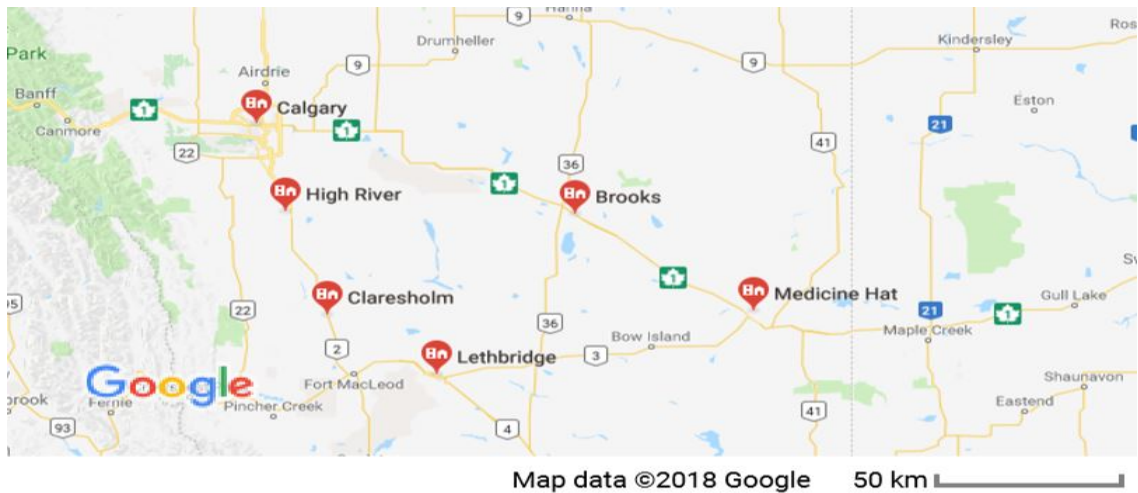 Park
Banff
Canmore
1
Airdrie
Calgary
9
Drumheller
9
Hanna
9
Kindersley
Ros
Eston
21
41
22
1
36
1
High River
Brooks
Claresholm
1
Medicine Hat
21
1
Gull Lake
Sw
95
22
2
36
Bow Island
3
Maple Creek
Lethbridge
Google
Fort MacLeod
Pincher Creek
Fernie
brook
93
4
41
Shaunavon
Eastend
Map data ©2018 Google 50 km